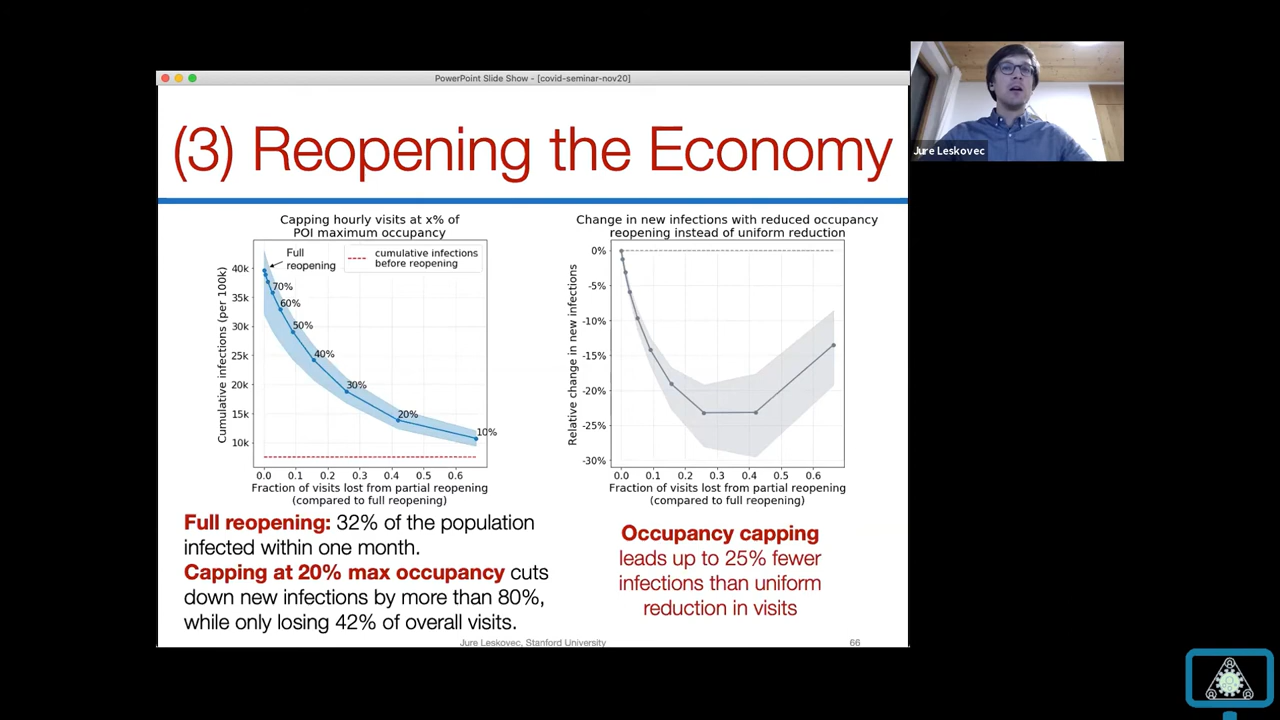 PowerPoint Slide Show - [covid-seminar-nov20]
Jure Leskovec
(3) Reopening the Economy
Capping hourly visits at x% of
POI maximum occupancy
Full
reopening
cumulative infections
before reopening
70%
60%
50%
40%
30%
20%
10%
Cumulative infections (per 100k)
40k
35k
30k
25k
20k
15k
10k
0.0 0.1 0.2 0.3 0.4 0.5 0.6
Fraction of visits lost from partial reopening
(compared to full reopening)
Change in new infections with reduced occupancy
reopening instead of uniform reduction
Relative change in new infections
0%
-5%
-10%
-15%
-20%
-25%
-30%
0.0 0.1 0.2 0.3 0.4 0.5 0.6
Fraction of visits lost from partial reopening
(compared to full reopening)
Full reopening: 32% of the population
infected within one month.
Capping at 20% max occupancy cuts
down new infections by more than 80%,
while only losing 42% of overall visits.
Occupancy capping
leads up to 25% fewer
infections than uniform
reduction in visits
Jure Leskovec, Stanford University
66